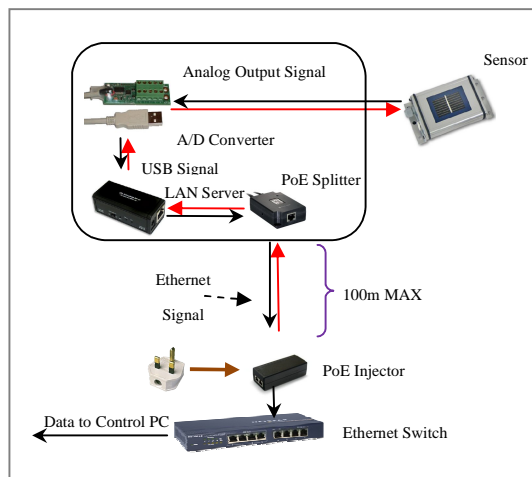 Sensor
Analog Output Signal
A/D Converter
USB Signal
LAN Server
PoE Splitter
Ethernet
Signal
100m MAX
PoE Injector
Data to Control PC
Ethernet Switch